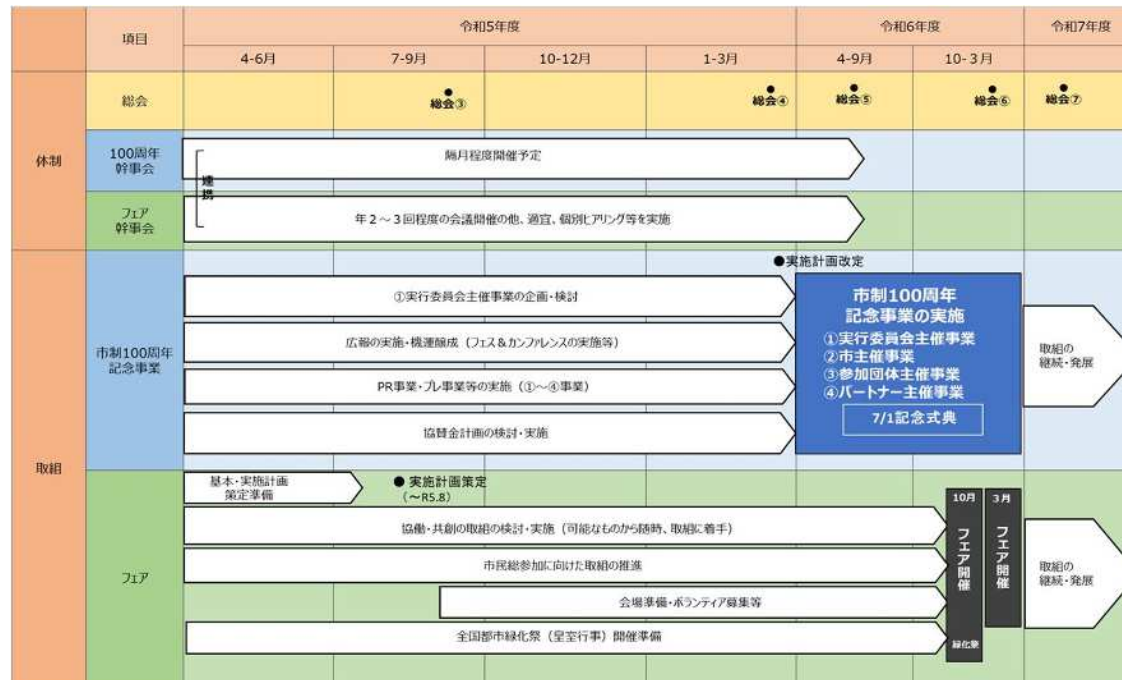 項目
令和5年度
令和6年度
令和7年度
4-6月
7-9月
10-12月
1-3月
4-9月
10-3月
体制
総会
総会③
総会④
総会⑤
総会⑥
総会⑦
100周年
幹事会
隔月程度開催予定
連携
フェア
幹事会
年2～3回程度の会議開催の他、適宜、個別ヒアリング等を実施
取組
市制100周年
記念事業
●実施計画改定
①実行委員会主催事業の企画・検討
広報の実施・機運醸成（フェス＆カンファレンスの実施等）
PR事業・プレ事業等の実施（①～④事業）
協賛金計画の検討・実施
市制100周年
記念事業の実施
①実行委員会主催事業
②市主催事業
③参加団体主催事業
④パートナー主催事業
7/1記念式典
取組の
継続・発展
フェア
基本・実施計画
策定準備
● 実施計画策定
（～R5.8）
協働・共創の取組の検討・実施（可能なものから随時、取組に着手）
市民総参加に向けた取組の推進
会場準備・ボランティア募集等
全国都市緑化祭（皇室行事）開催準備
10月
フェア開催
緑化祭
3月
フェア開催
取組の
継続・発展